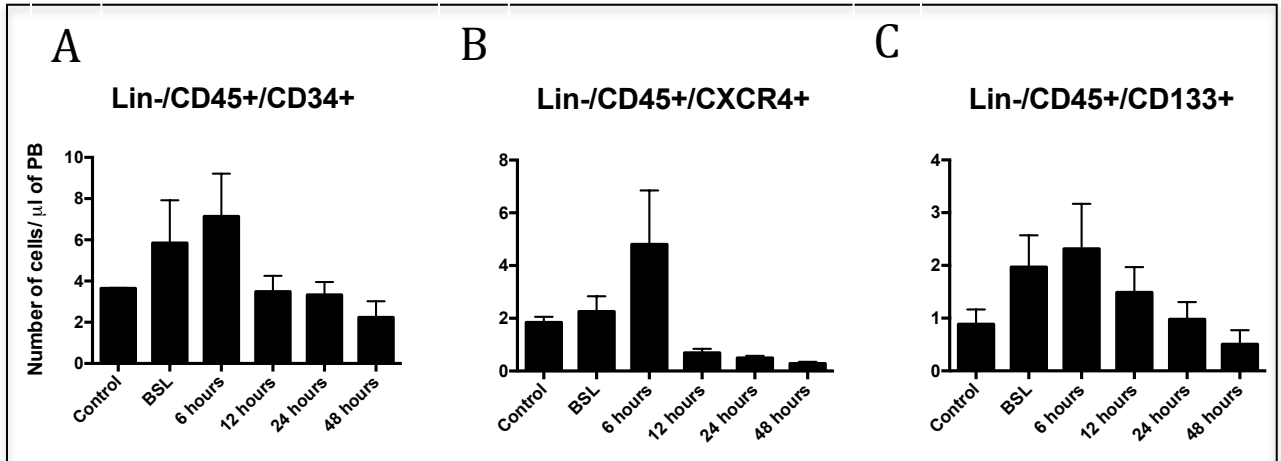 A
Lin-/CD45+/CD34+
Number of cells/ μl of PB
10
8
6
4
2
0
Control
BSL
6 hours
12 hours
24 hours
48 hours
B
Lin-/CD45+/CXCR4+
8
6
4
2
0
Control
BSL
6 hours
12 hours
24 hours
48 hours
C
Lin-/CD45+/CD133+
4
3
2
1
0
Control
BSL
6 hours
12 hours
24 hours
48 hours